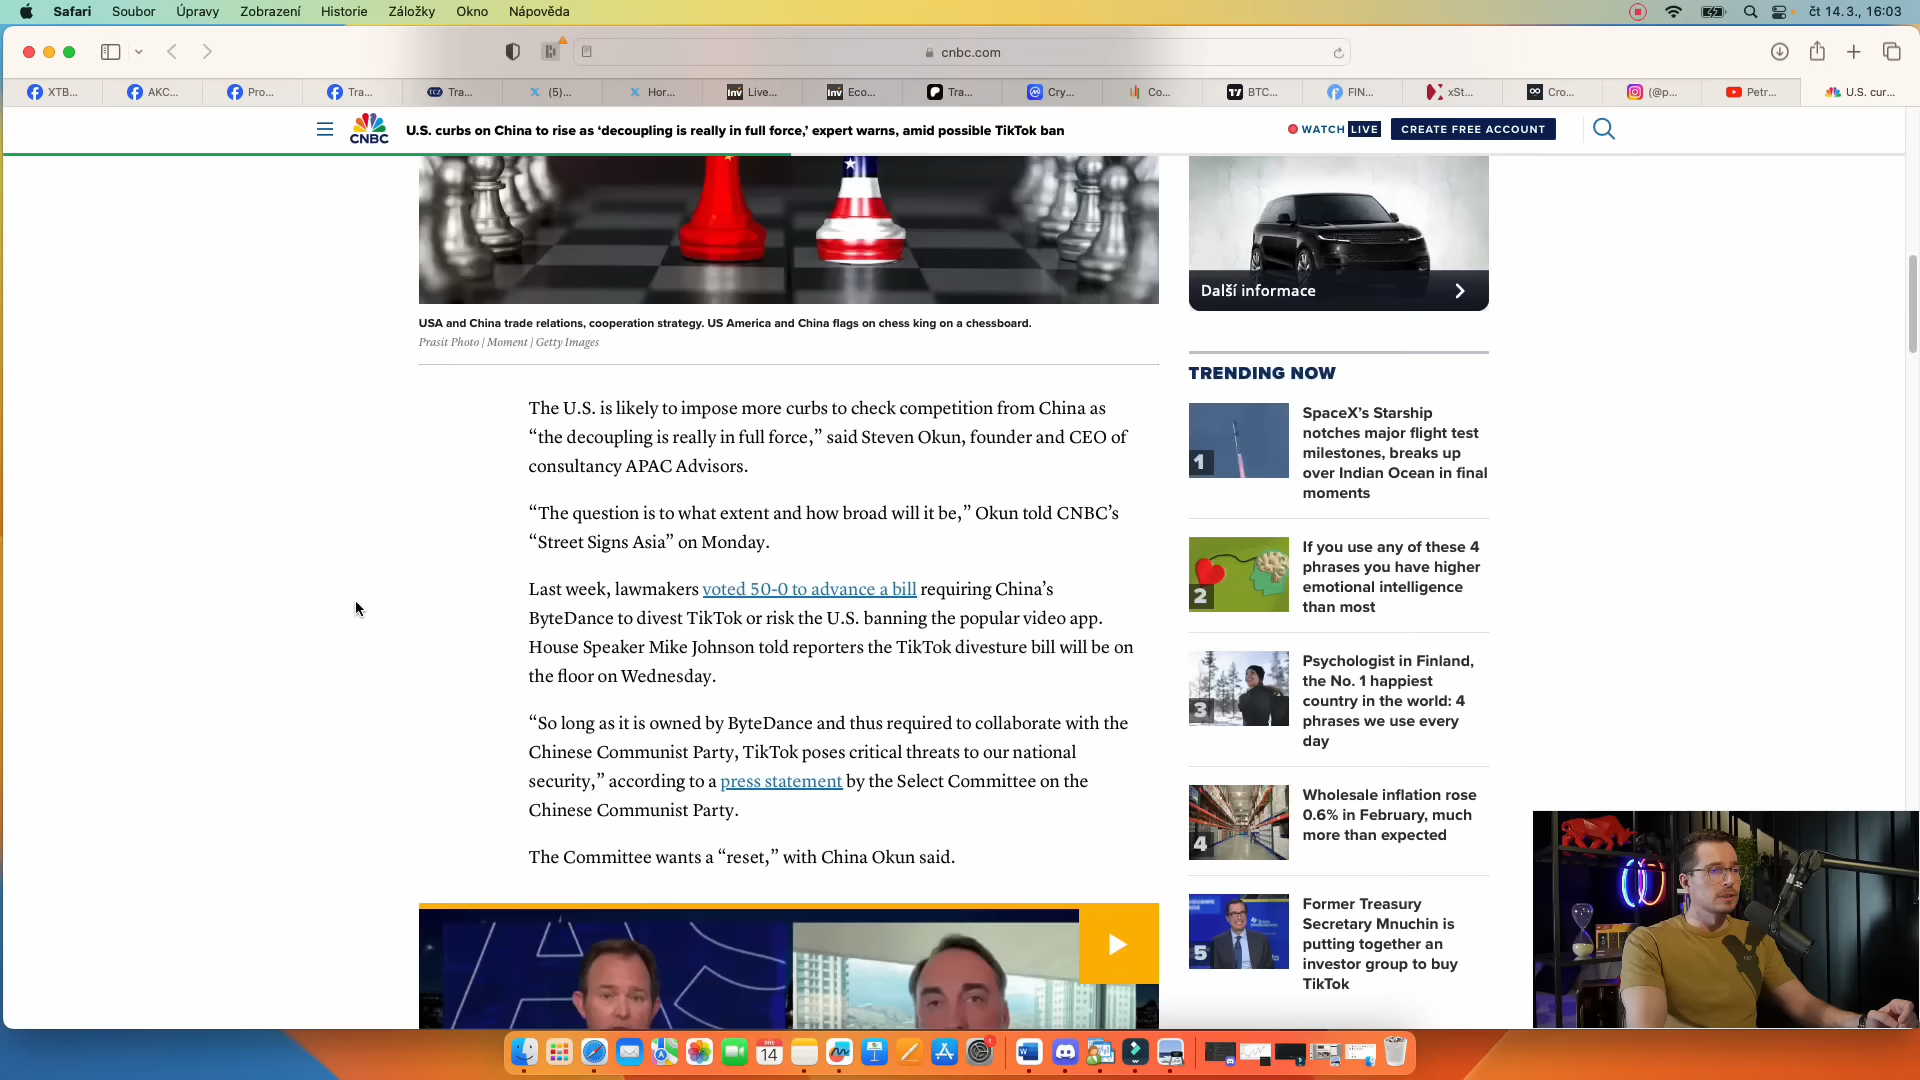 Safari Soubor Úpravy Zobrazení Historie Záložky Okno Nápověda
čt 14.3., 16:03
cnbc.com
XTB... AKC... Pro... Tra... Tra... (5)... Hor... Live... Eco... Tra... Cry... Co... BTC... FIN... xSt... Cro... (@p... Petr... U.S. cur...
CNBC
U.S. curbs on China to rise as ‘decoupling is really in full force,’ expert warns, amid possible TikTok ban
WATCH LIVE
CREATE FREE ACCOUNT
USA and China trade relations, cooperation strategy. US America and China flags on chess king on a chessboard.
Prasit Photo | Moment | Getty Images
The U.S. is likely to impose more curbs to check competition from China as
“the decoupling is really in full force,” said Steven Okun, founder and CEO of
consultancy APAC Advisors.
“The question is to what extent and how broad will it be,” Okun told CNBC’s
“Street Signs Asia” on Monday.
Last week, lawmakers voted 50-0 to advance a bill requiring China’s
ByteDance to divest TikTok or risk the U.S. banning the popular video app.
House Speaker Mike Johnson told reporters the TikTok divesture bill will be on
the floor on Wednesday.
“So long as it is owned by ByteDance and thus required to collaborate with the
Chinese Communist Party, TikTok poses critical threats to our national
security,” according to a press statement by the Select Committee on the
Chinese Communist Party.
The Committee wants a “reset,” with China Okun said.
Další informace
TRENDING NOW
1
SpaceX’s Starship
notches major flight test
milestones, breaks up
over Indian Ocean in final
moments
2
If you use any of these 4
phrases you have higher
emotional intelligence
than most
3
Psychologist in Finland,
the No. 1 happiest
country in the world: 4
phrases we use every
day
4
Wholesale inflation rose
0.6% in February, much
more than expected
5
Former Treasury
Secretary Mnuchin is
putting together an
investor group to buy
TikTok
14